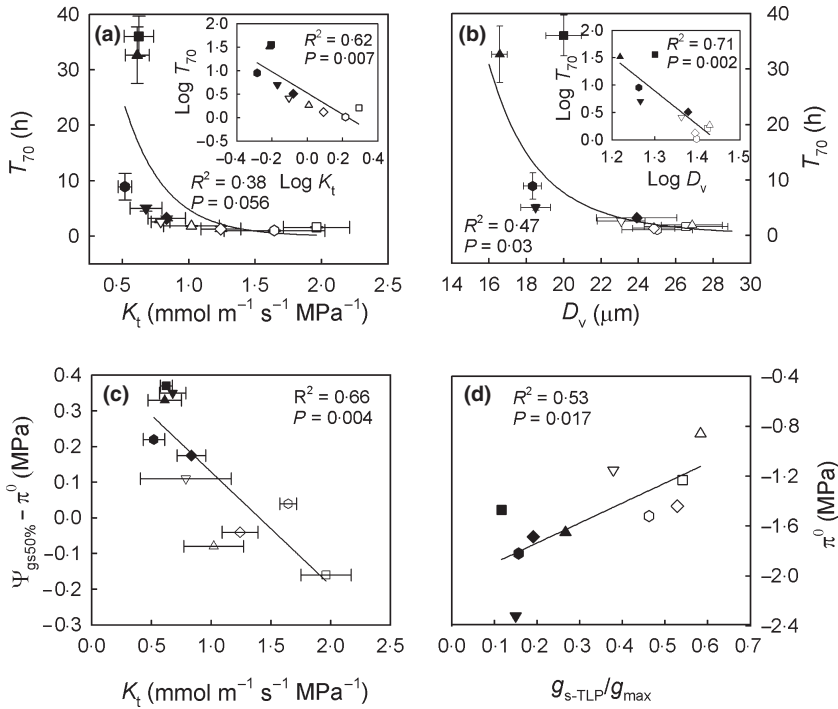 (a)
40
30
20
10
0
T70 (h)
0·5 1·0 1·5 2·0
Kt (mmol m−1 s−1 MPa−1)
R2 = 0·38
P = 0·056
2·0
1·5
1·0
0·5
0·0
−0·5
Log T70
R2 = 0·62
P = 0·007
−0·4 −0·2 0·0 0·2 0·4
Log Kt
(b)
R2 = 0·47
P = 0·03
14 16 18 20 22 24 26 28 30
Dv (μm)
2·0
1·5
1·0
0·5
0·0
Log T70
R2 = 0·71
P = 0·002
1·2 1·3 1·4 1·5
Log Dv
40
30
20
10
0
T70 (h)
(c)
R2 = 0·66
P = 0·004
0·4
0·3
0·2
0·1
0·0
−0·1
−0·2
−0·3
Ψgs50% − π0 (MPa)
0·0 0·5 1·0 1·5 2·0 2·5
Kt (mmol m−1 s−1 MPa−1)
(d)
R2 = 0·53
P = 0·017
−0·4
−0·8
−1·2
−1·6
−2·0
−2·4
π0 (MPa)
0·0 0·1 0·2 0·3 0·4 0·5 0·6 0·7
gs-TLP/gmax